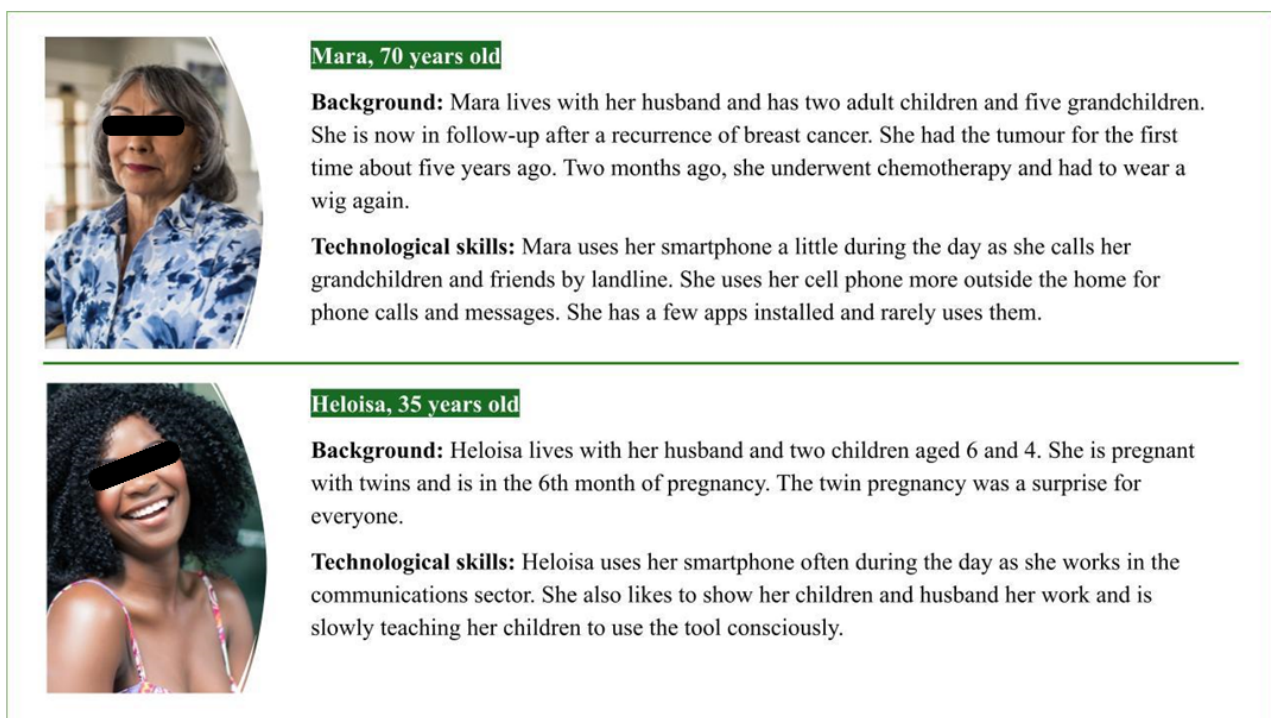 Mara, 70 years old
Background: Mara lives with her husband and has two adult children and five grandchildren.
She is now in follow-up after a recurrence of breast cancer. She had the tumour for the first
time about five years ago. Two months ago, she underwent chemotherapy and had to wear a
wig again.
Technological skills: Mara uses her smartphone a little during the day as she calls her
grandchildren and friends by landline. She uses her cell phone more outside the home for
phone calls and messages. She has a few apps installed and rarely uses them.
Heloisa, 35 years old
Background: Heloisa lives with her husband and two children aged 6 and 4. She is pregnant
with twins and is in the 6th month of pregnancy. The twin pregnancy was a surprise for
everyone.
Technological skills: Heloisa uses her smartphone often during the day as she works in the
communications sector. She also likes to show her children and husband her work and is
slowly teaching her children to use the tool consciously.